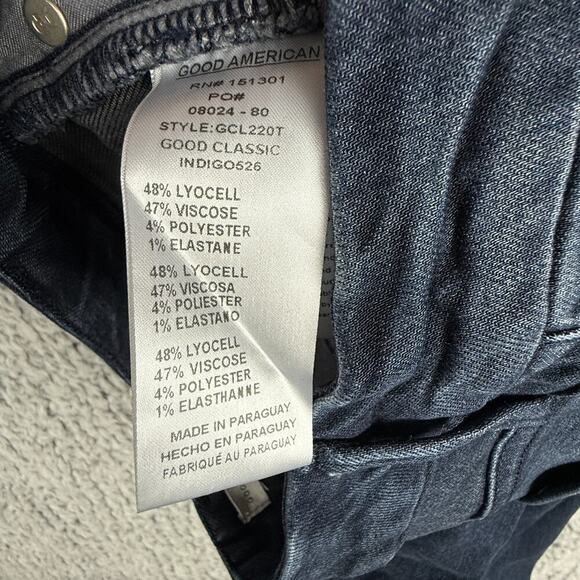 GOOD AMERICAN
RN# 151301
PO#
08024 - 80
STYLE:GCL220T
GOOD CLASSIC
INDIGO526
48% LYOCELL
47% VISCOSE
4% POLYESTER
1% ELASTANE
48% LYOCELL
47% VISCOSA
4% POLIESTER
1% ELASTANO
48% LYOCELL
47% VISCOSE
4% POLYESTER
1% ELASTHANNE
MADE IN PARAGUAY
HECHO EN PARAGUAY
FABRIQUÉ AU PARAGUAY